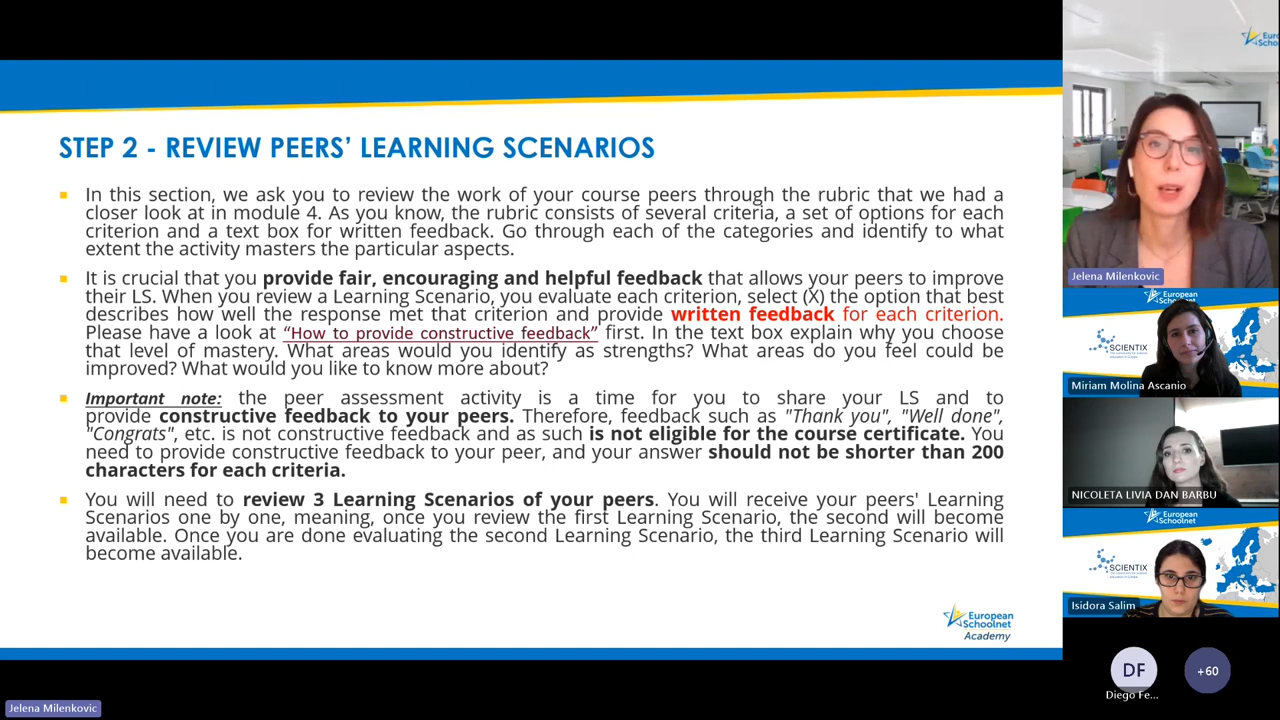 STEP 2 - REVIEW PEERS’ LEARNING SCENARIOS
In this section, we ask you to review the work of your course peers through the rubric that we had a
closer look at in module 4. As you know, the rubric consists of several criteria, a set of options for each
criterion and a text box for written feedback. Go through each of the categories and identify to what
extent the activity masters the particular aspects.
It is crucial that you provide fair, encouraging and helpful feedback that allows your peers to improve
their LS. When you review a Learning Scenario, you evaluate each criterion, select (X) the option that best
describes how well the response met that criterion and provide written feedback for each criterion.
Please have a look at “How to provide constructive feedback” first. In the text box explain why you choose
that level of mastery. What areas would you identify as strengths? What areas do you feel could be
improved? What would you like to know more about?
Important note: the peer assessment activity is a time for you to share your LS and to
provide constructive feedback to your peers. Therefore, feedback such as "Thank you", "Well done",
"Congrats", etc. is not constructive feedback and as such is not eligible for the course certificate. You
need to provide constructive feedback to your peer, and your answer should not be shorter than 200
characters for each criteria.
You will need to review 3 Learning Scenarios of your peers. You will receive your peers' Learning
Scenarios one by one, meaning, once you review the first Learning Scenario, the second will become
available. Once you are done evaluating the second Learning Scenario, the third Learning Scenario will
become available.
European
Schoolnet
Academy
Jelena Milenkovic
Jelena Milenkovic
European
Schoolnet
SCIENTIX
Miriam Molina Ascanio
NICOLETA LIVIA DAN BARBU
European
Schoolnet
SCIENTIX
Isidora Salim
DF
+60
Diego Fe...